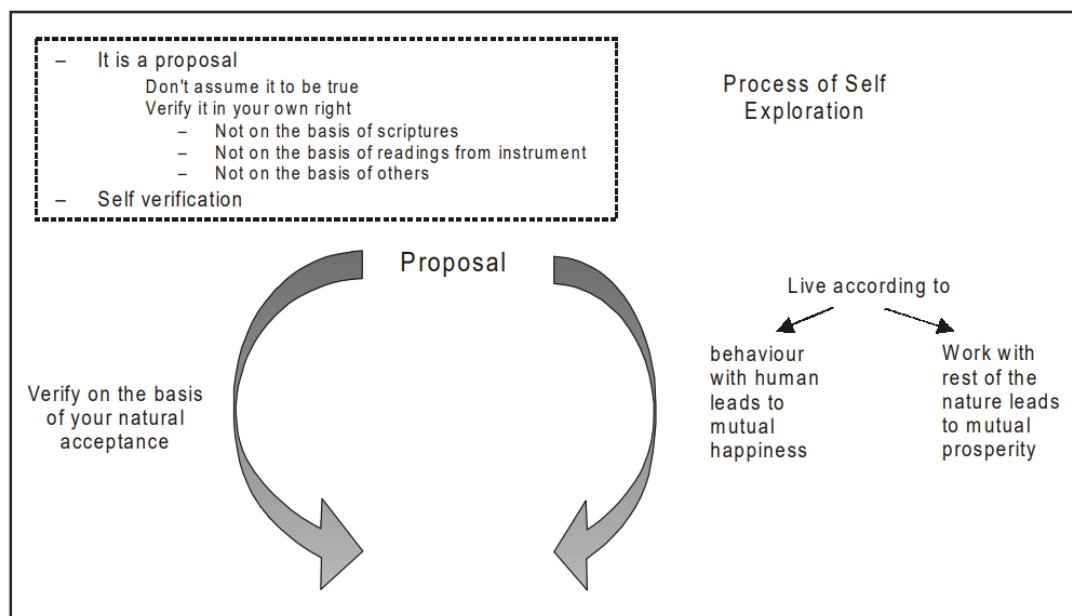 – It is a proposal
Don't assume it to be true
Verify it in your own right
– Not on the basis of scriptures
– Not on the basis of readings from instrument
– Not on the basis of others
– Self verification
Process of Self
Exploration
Proposal
Verify on the basis
of your natural
acceptance
Live according to
behaviour
with human
leads to
mutual
happiness
Work with
rest of the
nature leads
to mutual
prosperity